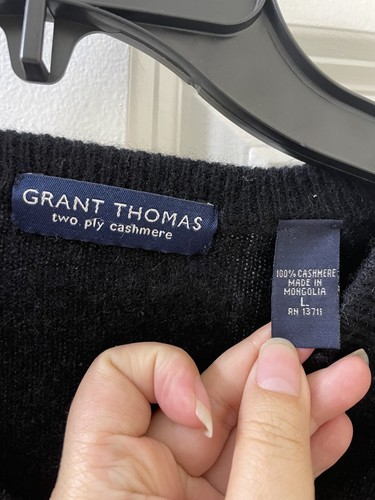 GRANT THOMAS
two ply cashmere
100% CASHMERE
MADE IN
MONGOLIA
L
RN 13711